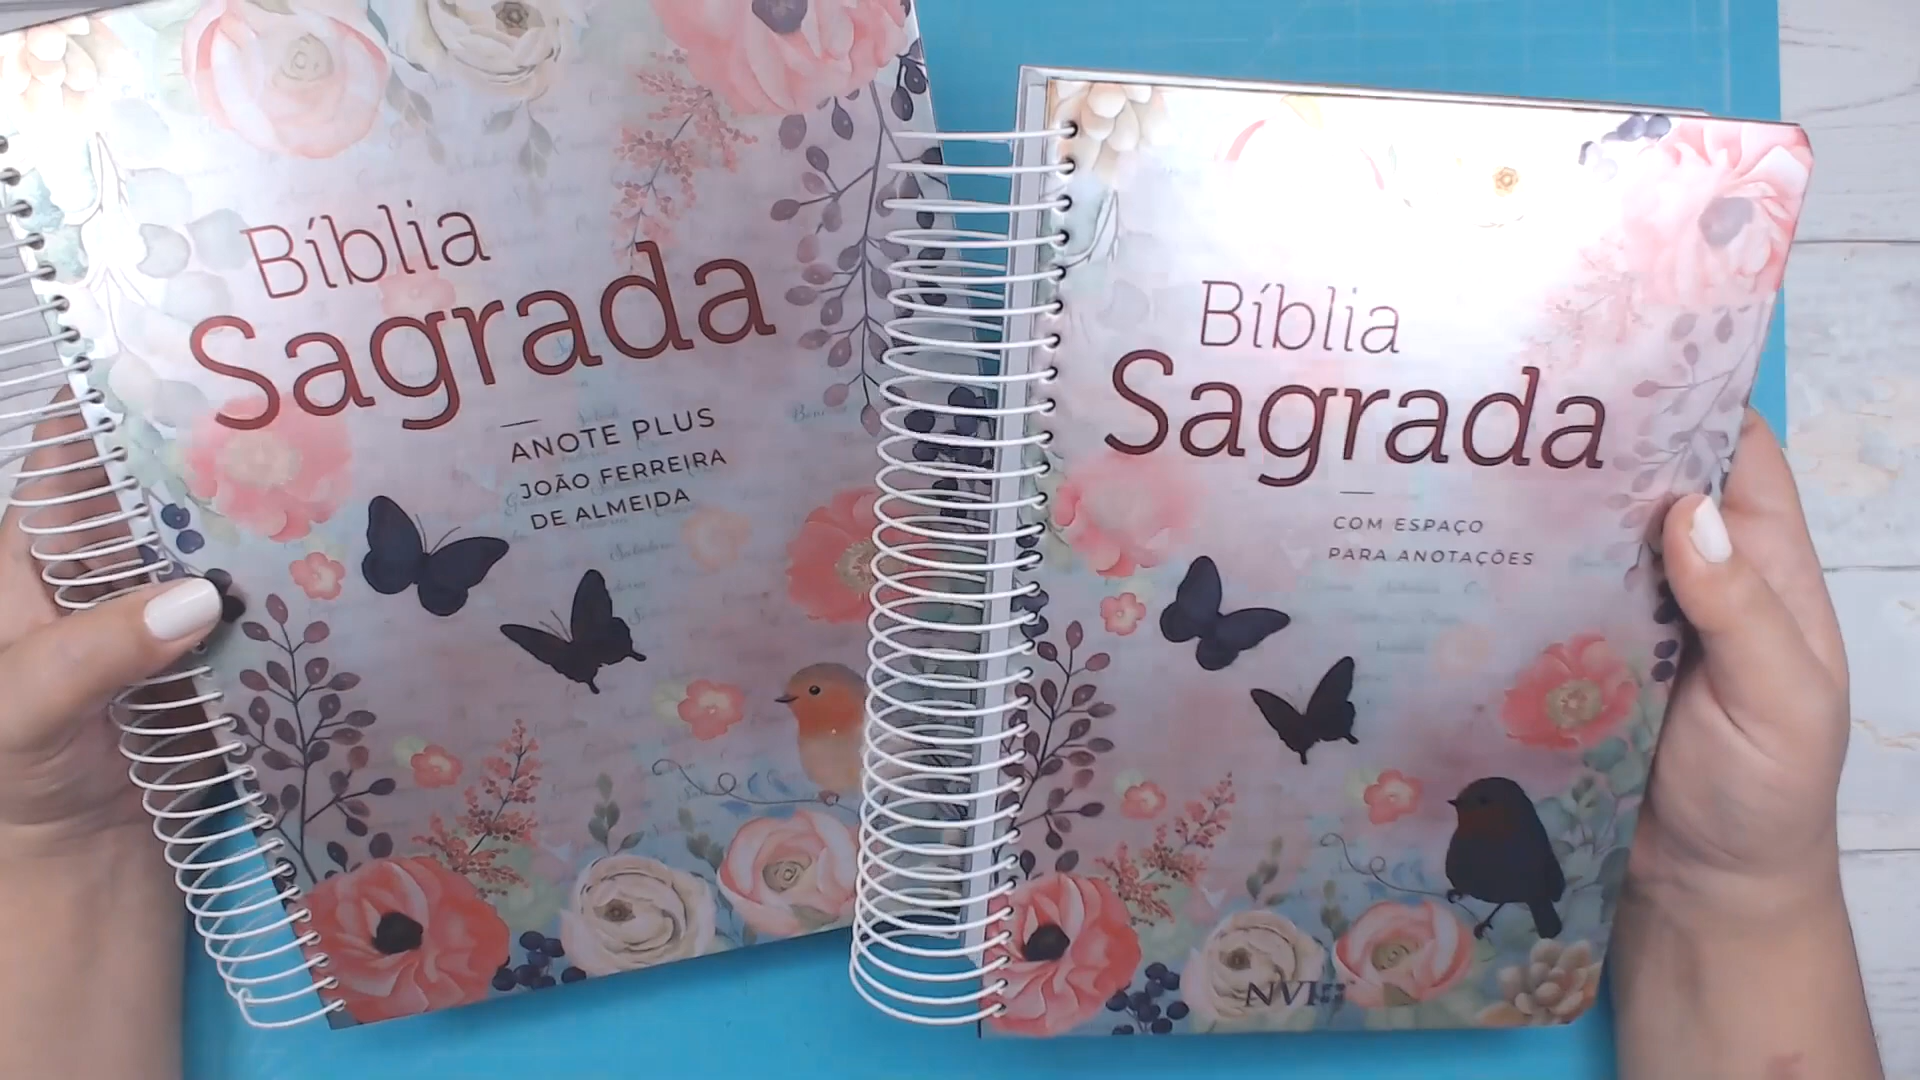 Bíblia
Sagrada
ANOTE PLUS
JOÃO FERREIRA
DE ALMEIDA
Bíblia
Sagrada
COM ESPAÇO
PARA ANOTAÇÕES
NVI